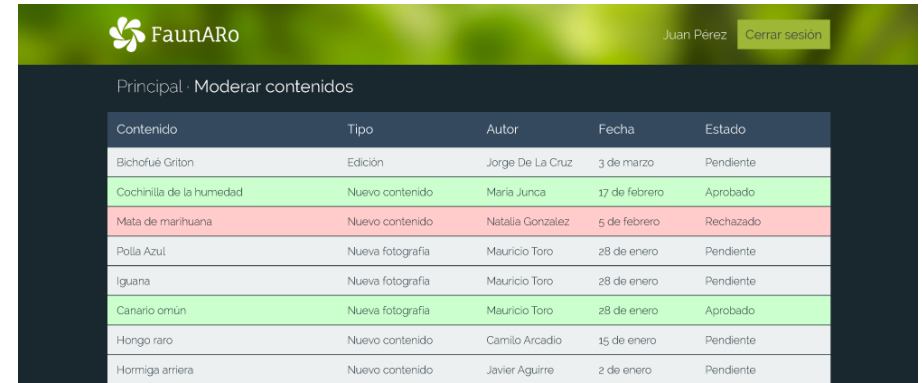 FaunARo
Juan Pérez Cerrar sesión
Principal · Moderar contenidos
Contenido Tipo Autor Fecha Estado
Bichofué Griton Edición Jorge De La Cruz 3 de marzo Pendiente
Cochinilla de la humedad Nuevo contenido Maria Junca 17 de febrero Aprobado
Mata de marihuana Nuevo contenido Natalia Gonzalez 5 de febrero Rechazado
Polla Azul Nueva fotografia Mauricio Toro 28 de enero Pendiente
Iguana Nueva fotografia Mauricio Toro 28 de enero Pendiente
Canario omún Nueva fotografia Mauricio Toro 28 de enero Aprobado
Hongo raro Nuevo contenido Camilo Arcadio 15 de enero Pendiente
Hormiga arriera Nuevo contenido Javier Aguirre 2 de enero Pendiente